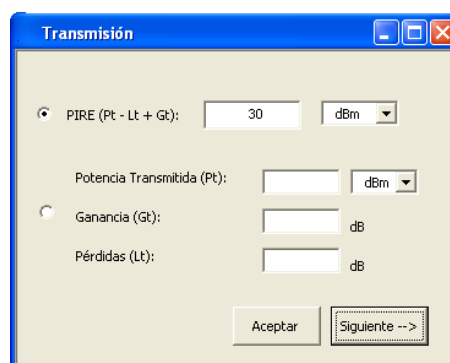 Transmisión
PIRE (Pt - Lt + Gt): 30 dBm
Potencia Transmitida (Pt): dBm
Ganancia (Gt): dB
Pérdidas (Lt): dB
Aceptar Siguiente -->